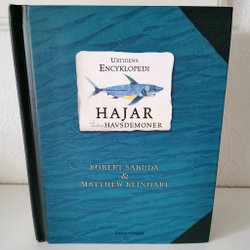 URTIDENS
ENCYKLOPEDI
HAJAR
HAVSDEMONER
ROBERT SABUDA
&
MATTHEW REINHART